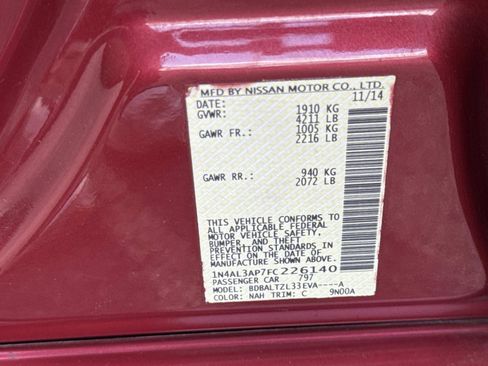 MFD BY NISSAN MOTOR CO., LTD.
DATE: 11/14
GVWR: 1910 KG
4211 LB
GAWR FR.: 1005 KG
2216 LB
GAWR RR.: 940 KG
2072 LB
THIS VEHICLE CONFORMS TO
ALL APPLICABLE FEDERAL
MOTOR VEHICLE SAFETY,
BUMPER, AND THEFT
PREVENTION STANDARDS IN
EFFECT ON THE DATE OF
MANUFACTURE SHOWN ABOVE.
1N4AL3AP7FC226140
PASSENGER CAR 797
MODEL: BDBALTZL33EVA----A
COLOR: NAH TRIM: C 9N00A